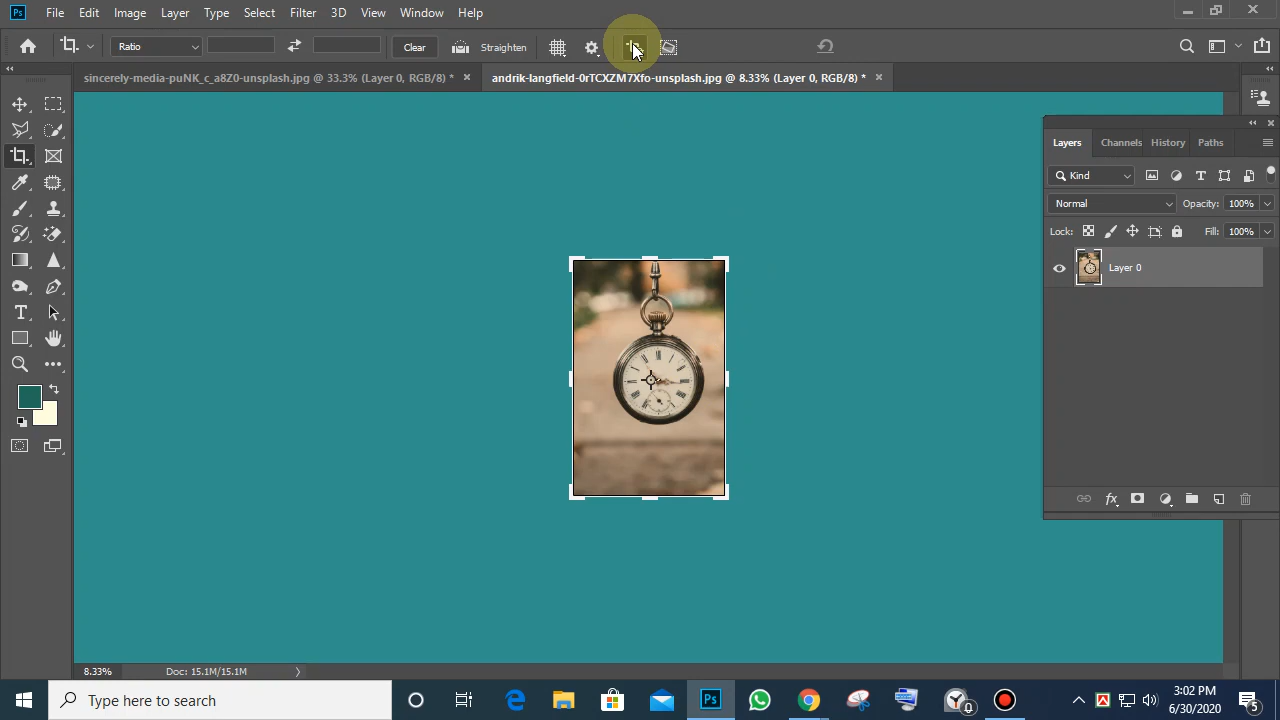 Ps File Edit Image Layer Type Select Filter 3D View Window Help
Ratio Clear Straighten
sincerely-media-puNK_c_a8Z0-unsplash.jpg @ 33.3% (Layer 0, RGB/8) * × andrik-langfield-0rTCXZM7Xfo-unsplash.jpg @ 8.33% (Layer 0, RGB/8) * ×
Layers Channels History Paths
Kind
Normal Opacity: 100%
Lock: Fill: 100%
Layer 0
fx
8.33% Doc: 15.1M/15.1M
Type here to search
Ps
0
3:02 PM
6/30/2020
5